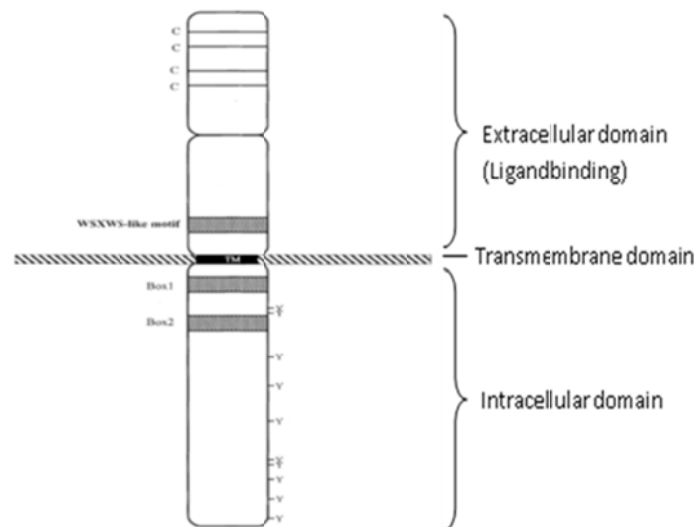 C
C
C
C
Extracellular domain
(Ligandbinding)
WSXWS-like motif
TM
Transmembrane domain
Box1
Y
Y
Box2
Y
Y
Intracellular domain
Y
Y
Y
Y
Y
Y